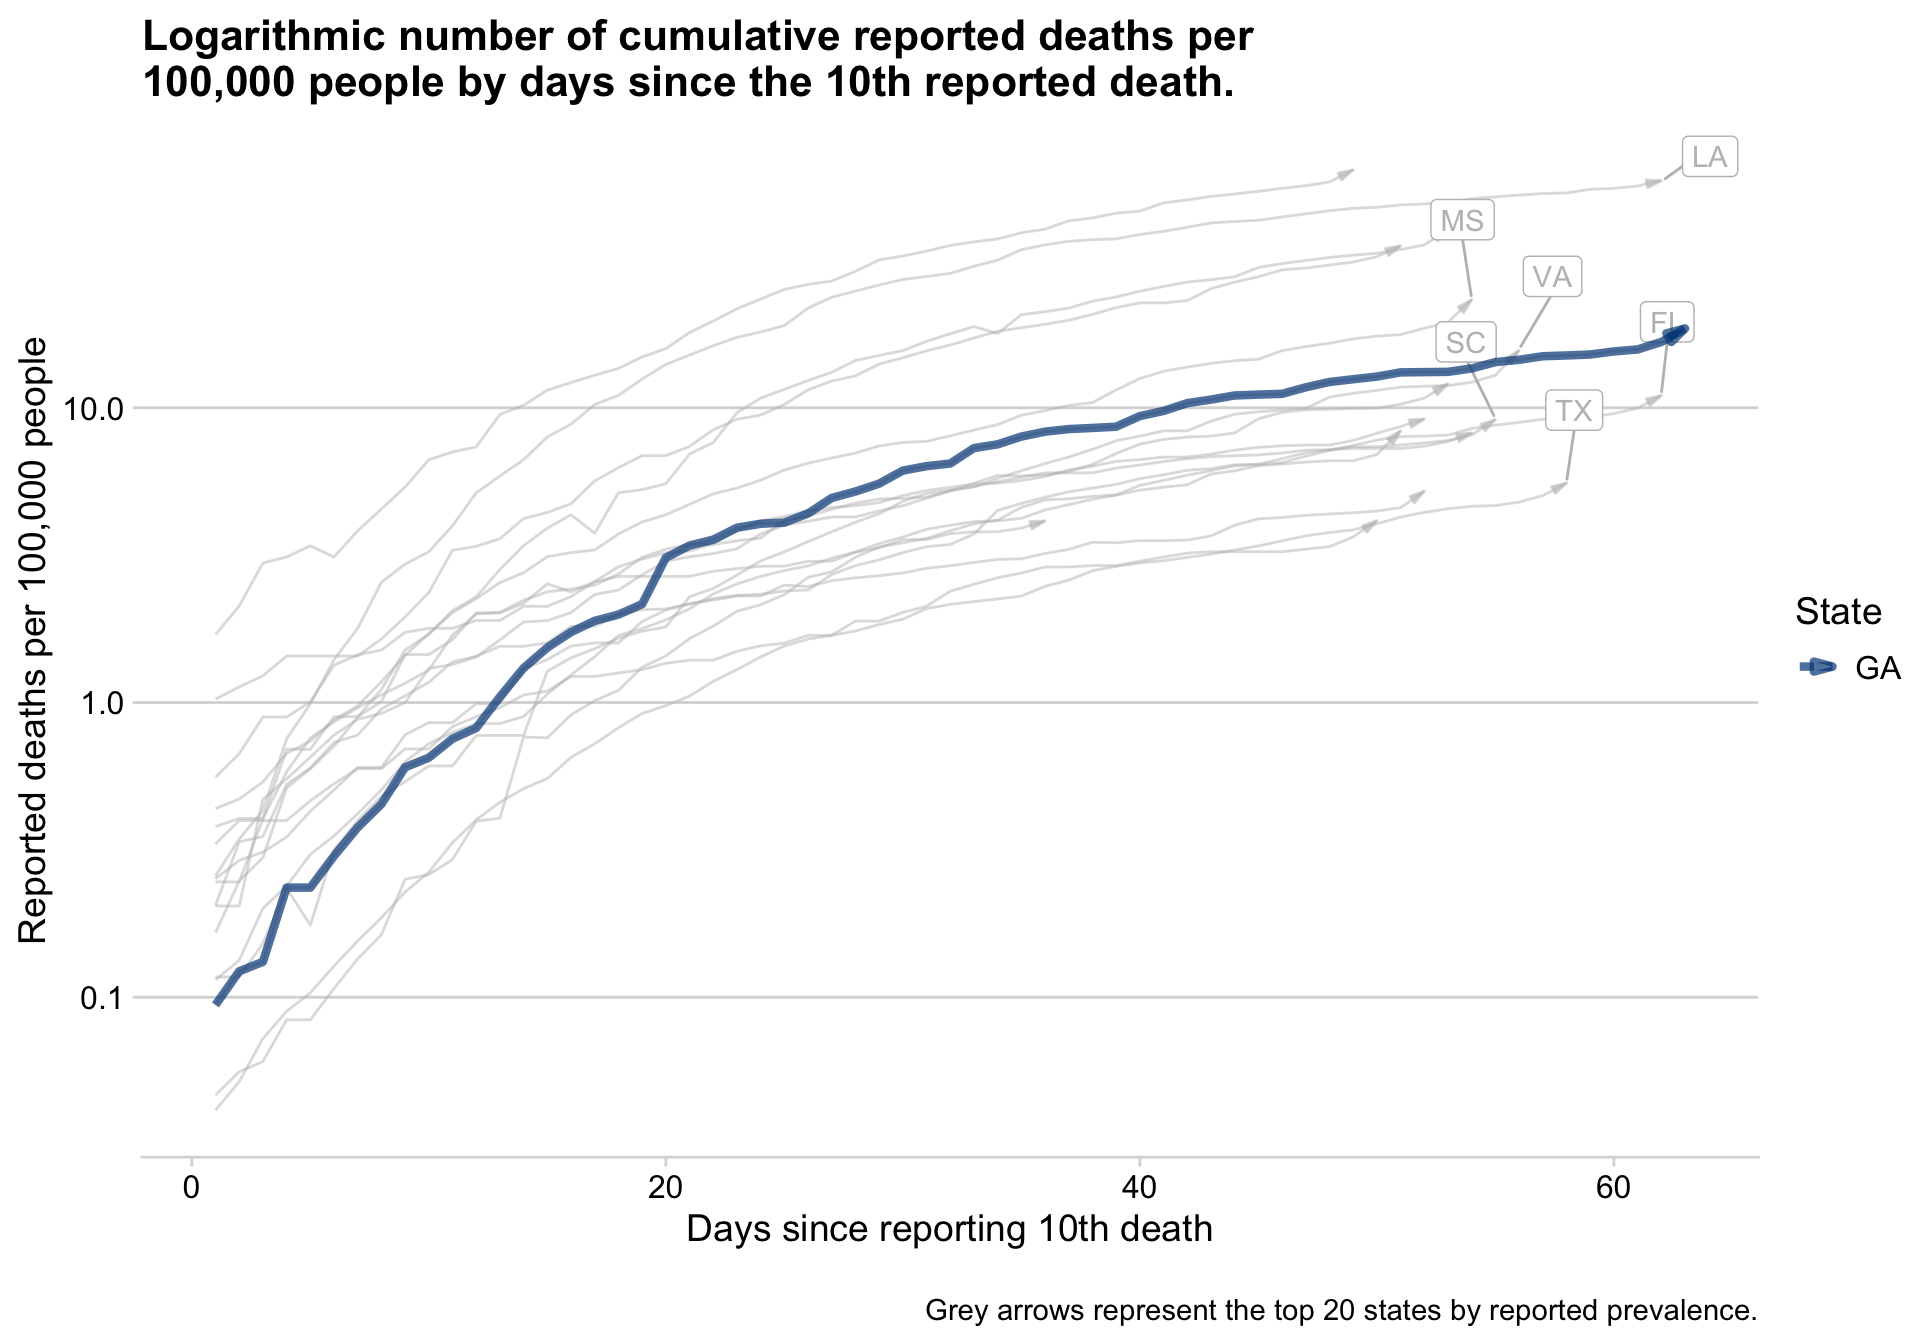 Logarithmic number of cumulative reported deaths per
100,000 people by days since the 10th reported death.
LA
MS
VA
FL
SC
TX
10.0
1.0
0.1
Reported deaths per 100,000 people
State
GA
0
20
40
60
Days since reporting 10th death
Grey arrows represent the top 20 states by reported prevalence.